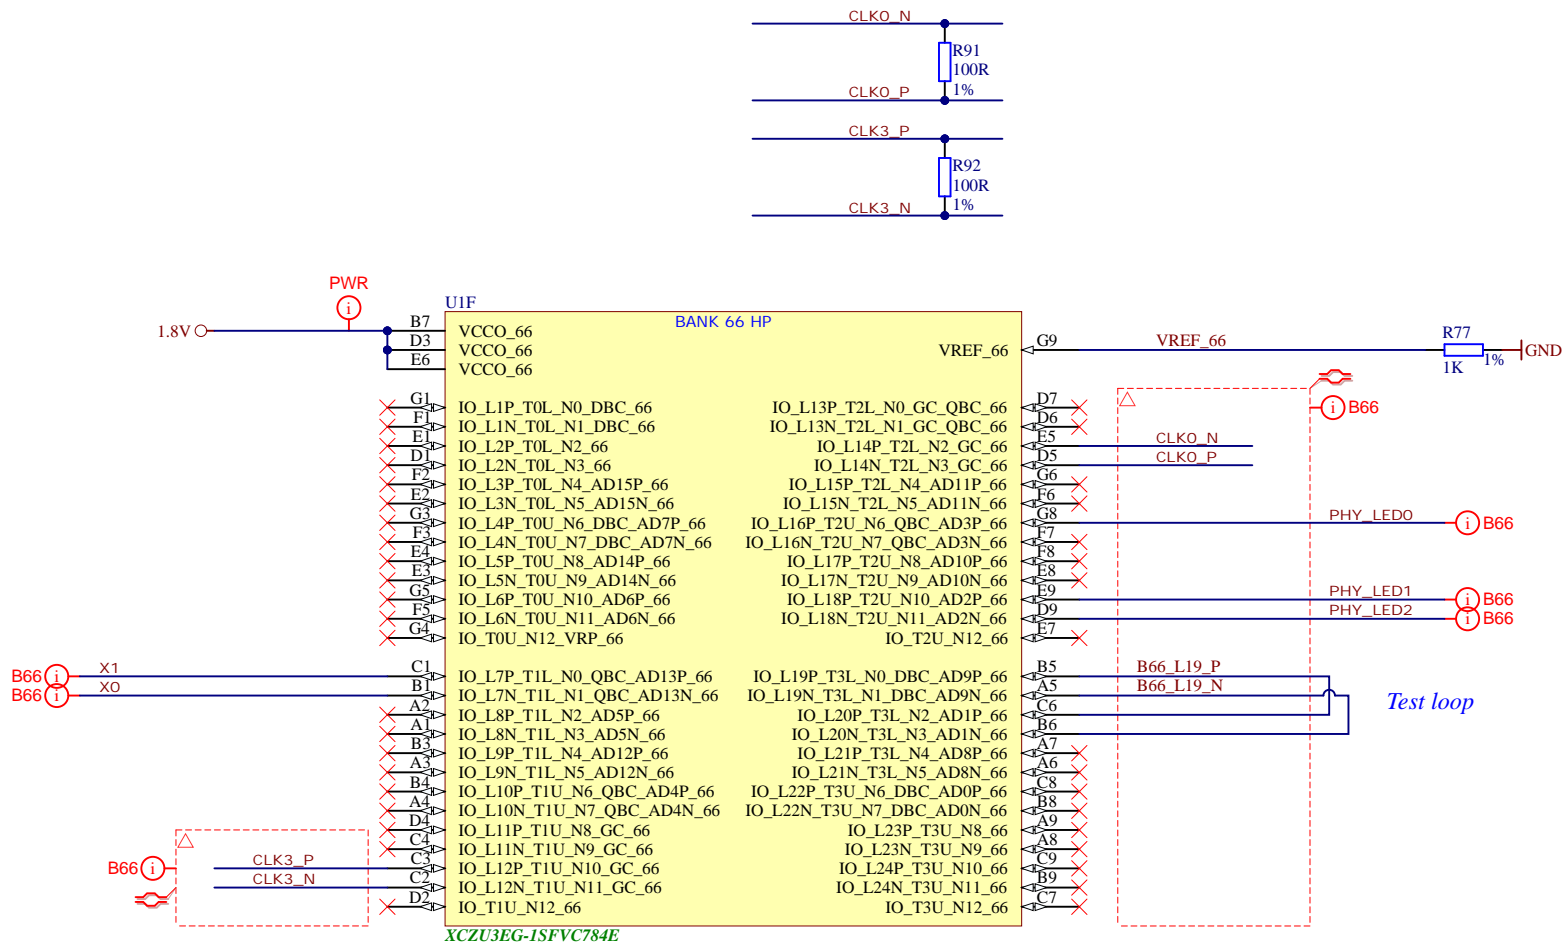 CLK0_N
R91
100R
1%
CLK0_P
CLK3_P
R92
100R
1%
CLK3_N
PWR
i
U1F
BANK 66 HP
1.8V
B7 VCCO_66
D3 VCCO_66
E6 VCCO_66
VREF_66 G9 VREF_66 R77 1K 1% GND
G1 IO_L1P_T0L_N0_DBC_66 IO_L13P_T2L_N0_GC_QBC_66 D7
i B66
F1 IO_L1N_T0L_N1_DBC_66 IO_L13N_T2L_N1_GC_QBC_66 D6
E1 IO_L2P_T0L_N2_66 IO_L14P_T2L_N2_GC_66 E5 CLK0_N
D1 IO_L2N_T0L_N3_66 IO_L14N_T2L_N3_GC_66 D5 CLK0_P
F2 IO_L3P_T0L_N4_AD15P_66 IO_L15P_T2L_N4_AD11P_66 G6
E2 IO_L3N_T0L_N5_AD15N_66 IO_L15N_T2L_N5_AD11N_66 F6
G3 IO_L4P_T0U_N6_DBC_AD7P_66 IO_L16P_T2U_N6_QBC_AD3P_66 G8 PHY_LED0 i B66
F3 IO_L4N_T0U_N7_DBC_AD7N_66 IO_L16N_T2U_N7_QBC_AD3N_66 F7
E4 IO_L5P_T0U_N8_AD14P_66 IO_L17P_T2U_N8_AD10P_66 F8
E3 IO_L5N_T0U_N9_AD14N_66 IO_L17N_T2U_N9_AD10N_66 E8
G5 IO_L6P_T0U_N10_AD6P_66 IO_L18P_T2U_N10_AD2P_66 E9 PHY_LED1 i B66
F5 IO_L6N_T0U_N11_AD6N_66 IO_L18N_T2U_N11_AD2N_66 D9 PHY_LED2 i B66
G4 IO_T0U_N12_VRP_66 IO_T2U_N12_66 E7
B66 i X1 C1 IO_L7P_T1L_N0_QBC_AD13P_66 IO_L19P_T3L_N0_DBC_AD9P_66 B5 B66_L19_P
B66 i X0 B1 IO_L7N_T1L_N1_QBC_AD13N_66 IO_L19N_T3L_N1_DBC_AD9N_66 A5 B66_L19_N
Test loop
A2 IO_L8P_T1L_N2_AD5P_66 IO_L20P_T3L_N2_AD1P_66 C6
A1 IO_L8N_T1L_N3_AD5N_66 IO_L20N_T3L_N3_AD1N_66 B6
B3 IO_L9P_T1L_N4_AD12P_66 IO_L21P_T3L_N4_AD8P_66 A7
A3 IO_L9N_T1L_N5_AD12N_66 IO_L21N_T3L_N5_AD8N_66 A6
B4 IO_L10P_T1U_N6_QBC_AD4P_66 IO_L22P_T3U_N6_DBC_AD0P_66 C8
A4 IO_L10N_T1U_N7_QBC_AD4N_66 IO_L22N_T3U_N7_DBC_AD0N_66 B8
D4 IO_L11P_T1U_N8_GC_66 IO_L23P_T3U_N8_66 A9
C4 IO_L11N_T1U_N9_GC_66 IO_L23N_T3U_N9_66 A8
B66 i CLK3_P C3 IO_L12P_T1U_N10_GC_66 IO_L24P_T3U_N10_66 C9
CLK3_N C2 IO_L12N_T1U_N11_GC_66 IO_L24N_T3U_N11_66 B9
D2 IO_T1U_N12_66 IO_T3U_N12_66 C7
XCZU3EG-1SFVC784E